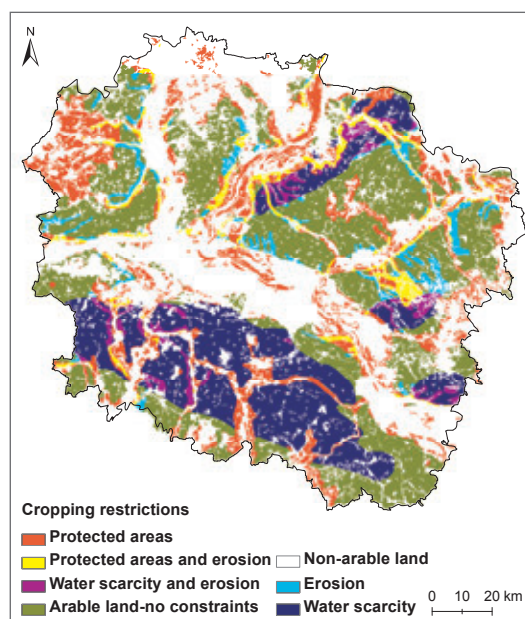 N
Cropping restrictions
Protected areas
Protected areas and erosion
Non-arable land
Water scarcity and erosion
Erosion
Arable land-no constraints
Water scarcity
0 10 20 km